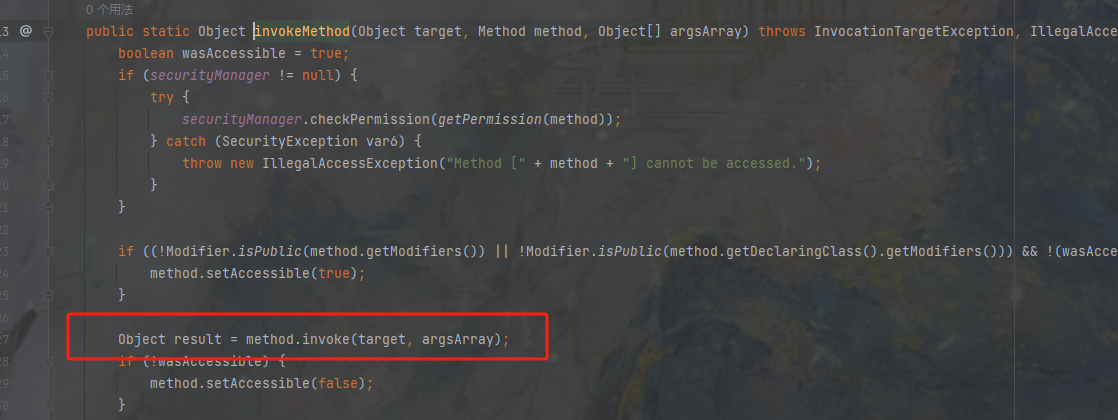 0 个用法
13 @ public static Object invokeMethod(Object target, Method method, Object[] argsArray) throws InvocationTargetException, IllegalAcce
14 boolean wasAccessible = true;
15 if (securityManager != null) {
16 try {
17 securityManager.checkPermission(getPermission(method));
18 } catch (SecurityException var6) {
19 throw new IllegalAccessException("Method [" + method + "] cannot be accessed.");
20 }
21 }
22
23 if ((!Modifier.isPublic(method.getModifiers()) || !Modifier.isPublic(method.getDeclaringClass().getModifiers())) && !(wasAcce
24 method.setAccessible(true);
25 }
26
27 Object result = method.invoke(target, argsArray);
28 if (!wasAccessible) {
29 method.setAccessible(false);
30 }